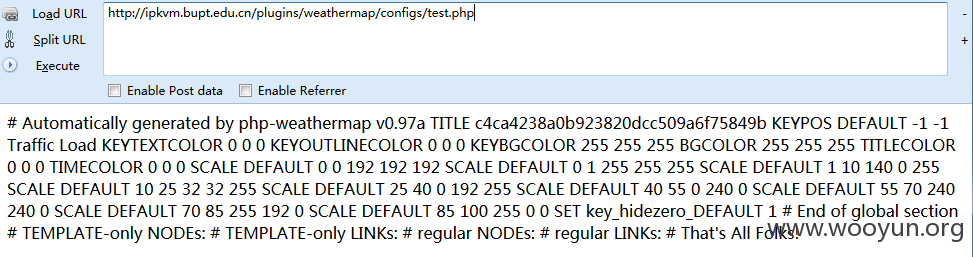 Load URL
http://ipkvm.bupt.edu.cn/plugins/weathermap/configs/test.php
-
Split URL
+
Execute
Enable Post data Enable Referrer
# Automatically generated by php-weathermap v0.97a TITLE c4ca4238a0b923820dcc509a6f75849b KEYPOS DEFAULT -1 -1
Traffic Load KEYTEXTCOLOR 0 0 0 KEYOUTLINECOLOR 0 0 0 KEYBGCOLOR 255 255 255 BGCOLOR 255 255 255 TITLECOLOR
0 0 0 TIMECOLOR 0 0 0 SCALE DEFAULT 0 0 192 192 192 SCALE DEFAULT 0 1 255 255 255 SCALE DEFAULT 1 10 140 0 255
SCALE DEFAULT 10 25 32 32 255 SCALE DEFAULT 25 40 0 192 255 SCALE DEFAULT 40 55 0 240 0 SCALE DEFAULT 55 70 240
240 0 SCALE DEFAULT 70 85 255 192 0 SCALE DEFAULT 85 100 255 0 0 SET key_hidezero_DEFAULT 1 # End of global section
# TEMPLATE-only NODEs: # TEMPLATE-only LINKs: # regular NODEs: # regular LINKs: # That's All Folks!
www.wooyun.org